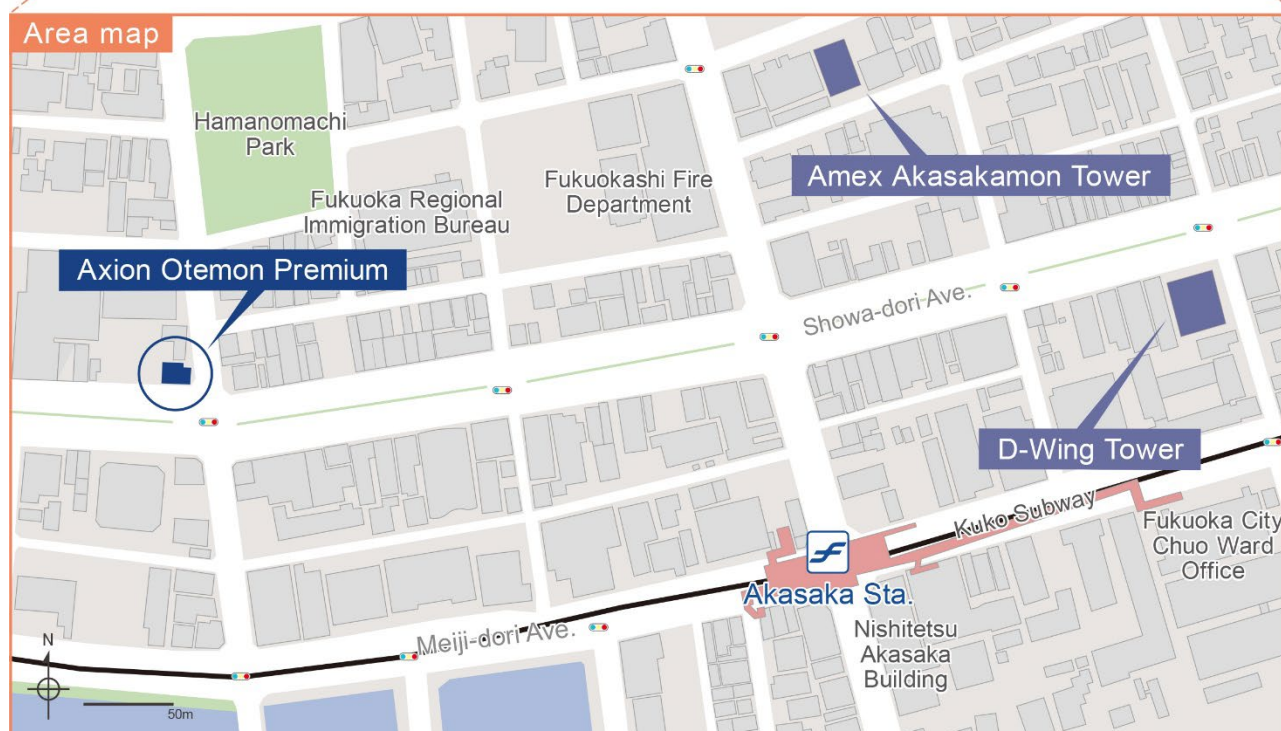 Area map
Hamanomachi
Park
Fukuoka Regional
Immigration Bureau
Fukuokashi Fire
Department
Amex Akasakamon Tower
Axion Otemon Premium
Showa-dori Ave.
D-Wing Tower
Kuko Subway
Fukuoka City
Chuo Ward
Office
Akasaka Sta.
Nishitetsu
Akasaka
Building
Meiji-dori Ave.
N
50m